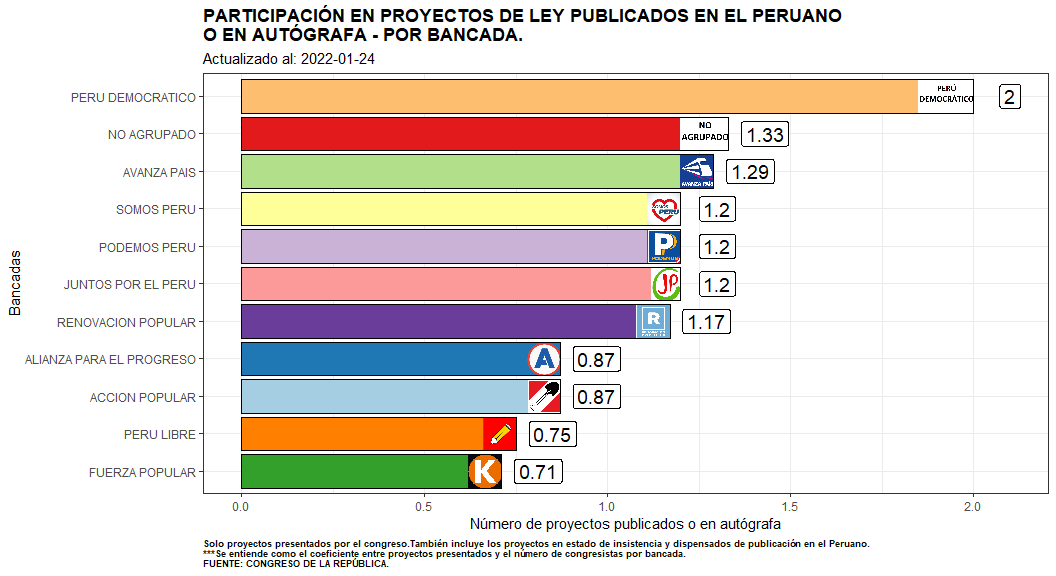 PARTICIPACIÓN EN PROYECTOS DE LEY PUBLICADOS EN EL PERUANO
O EN AUTÓGRAFA - POR BANCADA.
Actualizado al: 2022-01-24
Bancadas
PERU DEMOCRATICO
PERÚ
DEMOCRÁTICO
2
NO AGRUPADO
NO
AGRUPADO
1.33
AVANZA PAIS
AVANZA PAÍS
1.29
SOMOS PERU
SOMOS
PERÚ
1.2
PODEMOS PERU
P
PODEMOS
1.2
JUNTOS POR EL PERU
JP
1.2
RENOVACION POPULAR
R
1.17
ALIANZA PARA EL PROGRESO
A
0.87
ACCION POPULAR
0.87
PERU LIBRE
0.75
FUERZA POPULAR
K
0.71
0.0 0.5 1.0 1.5 2.0
Número de proyectos publicados o en autógrafa
Solo proyectos presentados por el congreso.También incluye los proyectos en estado de insistencia y dispensados de publicación en el Peruano.
***Se entiende como el coeficiente entre proyectos presentados y el número de congresistas por bancada.
FUENTE: CONGRESO DE LA REPÚBLICA.